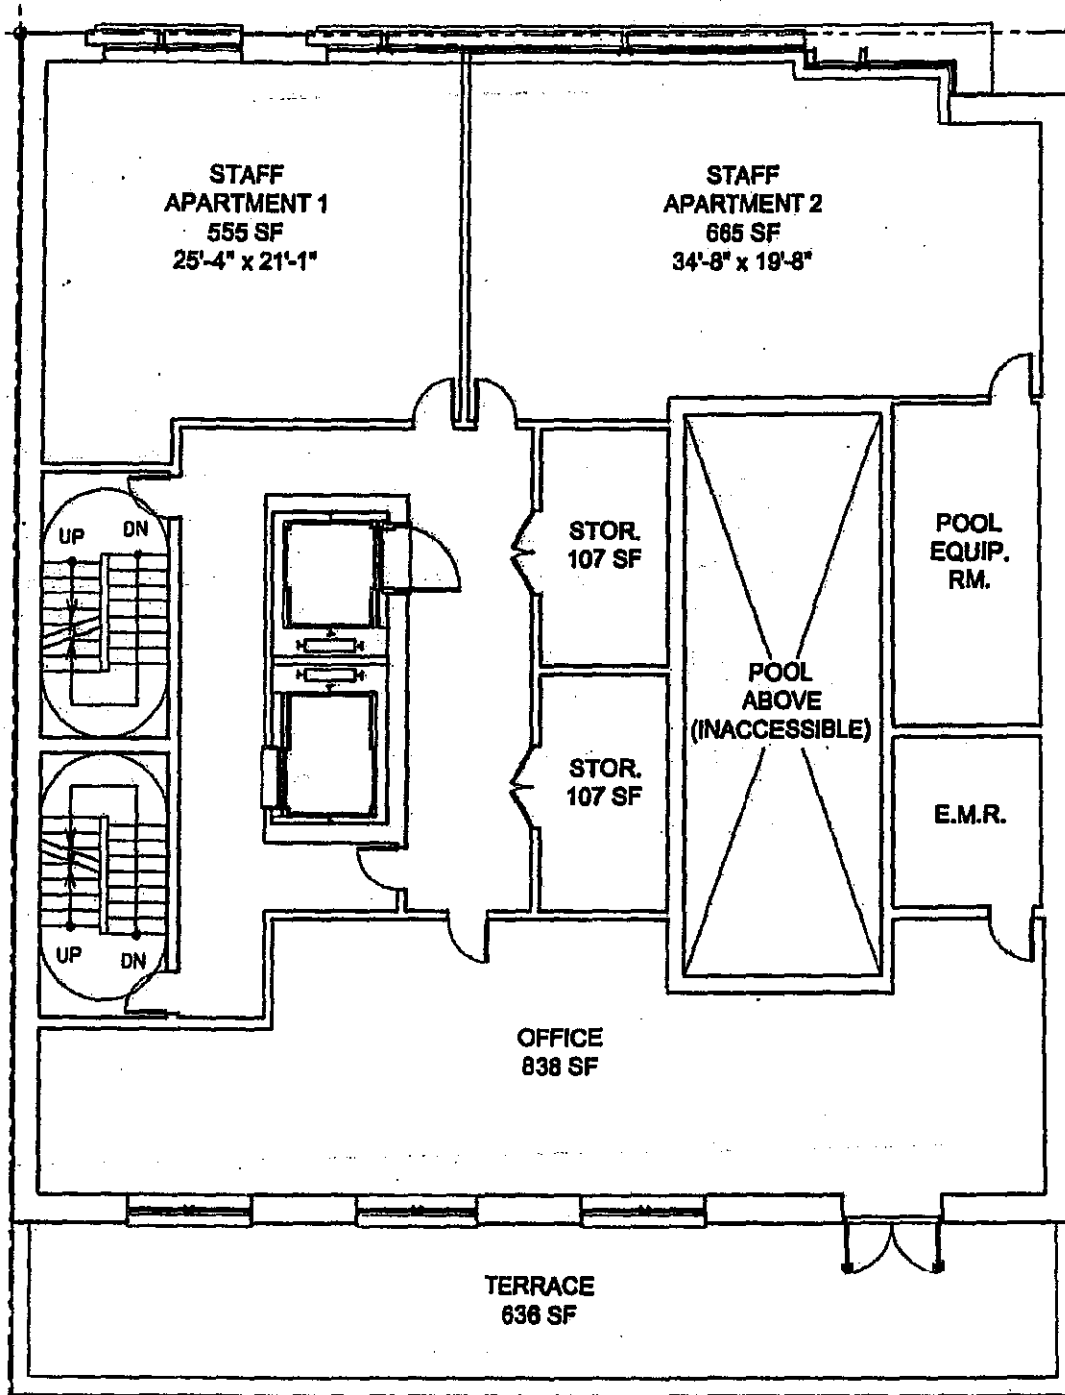 STAFF
APARTMENT 1
555 SF
25'-4" x 21'-1"
STAFF
APARTMENT 2
665 SF
34'-8" x 19'-8"
UP
DN
STOR.
107 SF
POOL
EQUIP.
RM.
POOL
ABOVE
(INACCESSIBLE)
STOR.
107 SF
E.M.R.
UP
DN
OFFICE
838 SF
TERRACE
636 SF